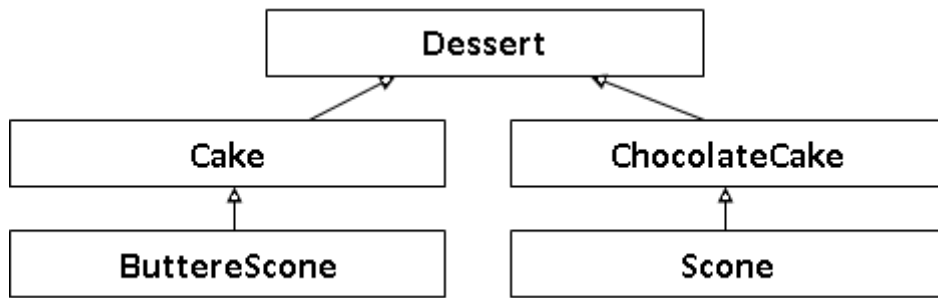 Dessert
Cake
ChocolateCake
ButtereScone
Scone